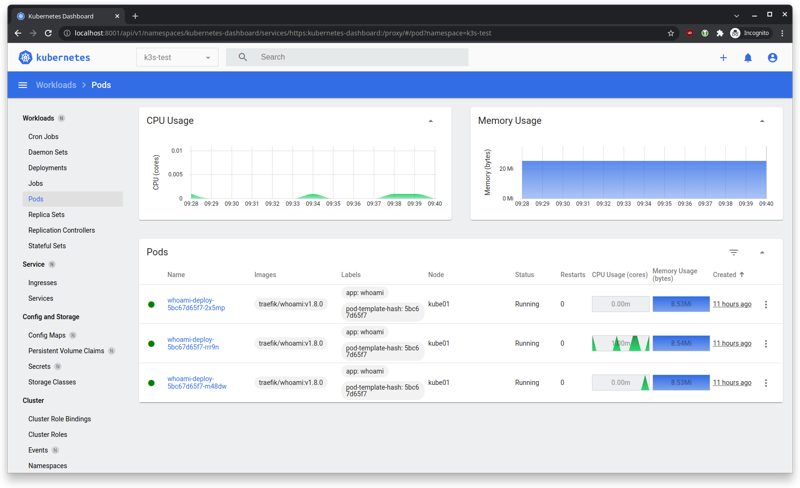 Kubernetes Dashboard
localhost:8001/api/v1/namespaces/kubernetes-dashboard/services/https:kubernetes-dashboard:/proxy/#/pod?namespace=k3s-test
Incognito
kubernetes
k3s-test
Search
Workloads > Pods
Workloads N
Cron Jobs
Daemon Sets
Deployments
Jobs
Pods
Replica Sets
Replication Controllers
Stateful Sets
Service N
Ingresses
Services
Config and Storage
Config Maps N
Persistent Volume Claims N
Secrets N
Storage Classes
Cluster
Cluster Role Bindings
Cluster Roles
Events N
Namespaces
CPU Usage
CPU (cores)
0.01
0.005
0
09:28 09:29 09:30 09:31 09:32 09:33 09:34 09:35 09:36 09:37 09:38 09:39 09:40
Memory Usage
Memory (bytes)
20 Mi
0 Mi
09:28 09:29 09:30 09:31 09:32 09:33 09:34 09:35 09:36 09:37 09:38 09:39 09:40
Pods
Name Images Labels Node Status Restarts CPU Usage (cores) Memory Usage
(bytes) Created
whoami-deploy-
5bc67d65f7-2x5mp
traefik/whoami:v1.8.0
app: whoami
pod-template-hash: 5bc6
7d65f7
kube01 Running 0 0.00m 8.53Mi 11 hours ago
whoami-deploy-
5bc67d65f7-rrr9n
traefik/whoami:v1.8.0
app: whoami
pod-template-hash: 5bc6
7d65f7
kube01 Running 0 8.54Mi 11 hours ago
whoami-deploy-
5bc67d65f7-m48dw
traefik/whoami:v1.8.0
app: whoami
pod-template-hash: 5bc6
7d65f7
kube01 Running 0 0.00m 8.53Mi 11 hours ago